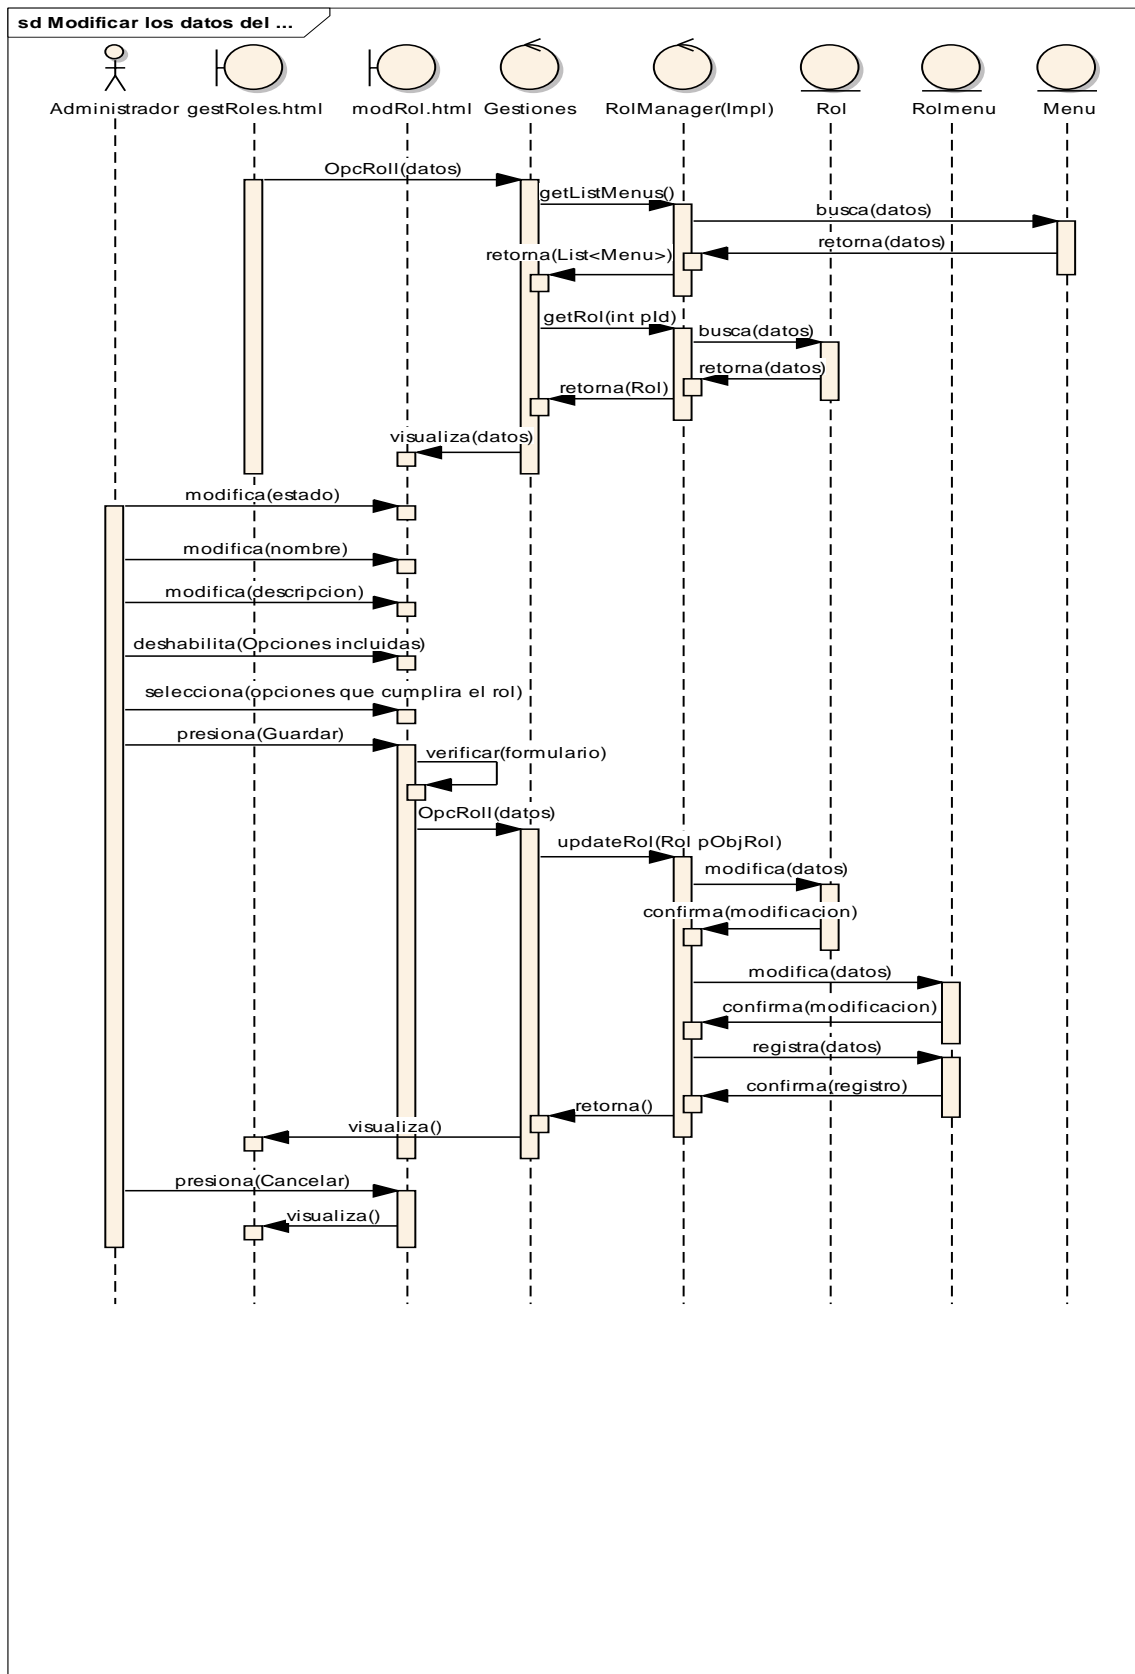 sd Modificar los datos del ...
Administrador
gestRoles.html
modRol.html
Gestiones
RolManager(Impl)
Rol
Rolmenu
Menu
OpcRoll(datos)
getListMenus()
busca(datos)
retorna(datos)
retorna(List<Menu>)
getRol(int pId)
busca(datos)
retorna(datos)
retorna(Rol)
visualiza(datos)
modifica(estado)
modifica(nombre)
modifica(descripcion)
deshabilita(Opciones incluidas)
selecciona(opciones que cumplira el rol)
presiona(Guardar)
verificar(formulario)
OpcRoll(datos)
updateRol(Rol pObjRol)
modifica(datos)
confirma(modificacion)
modifica(datos)
confirma(modificacion)
registra(datos)
confirma(registro)
retorna()
visualiza()
presiona(Cancelar)
visualiza()